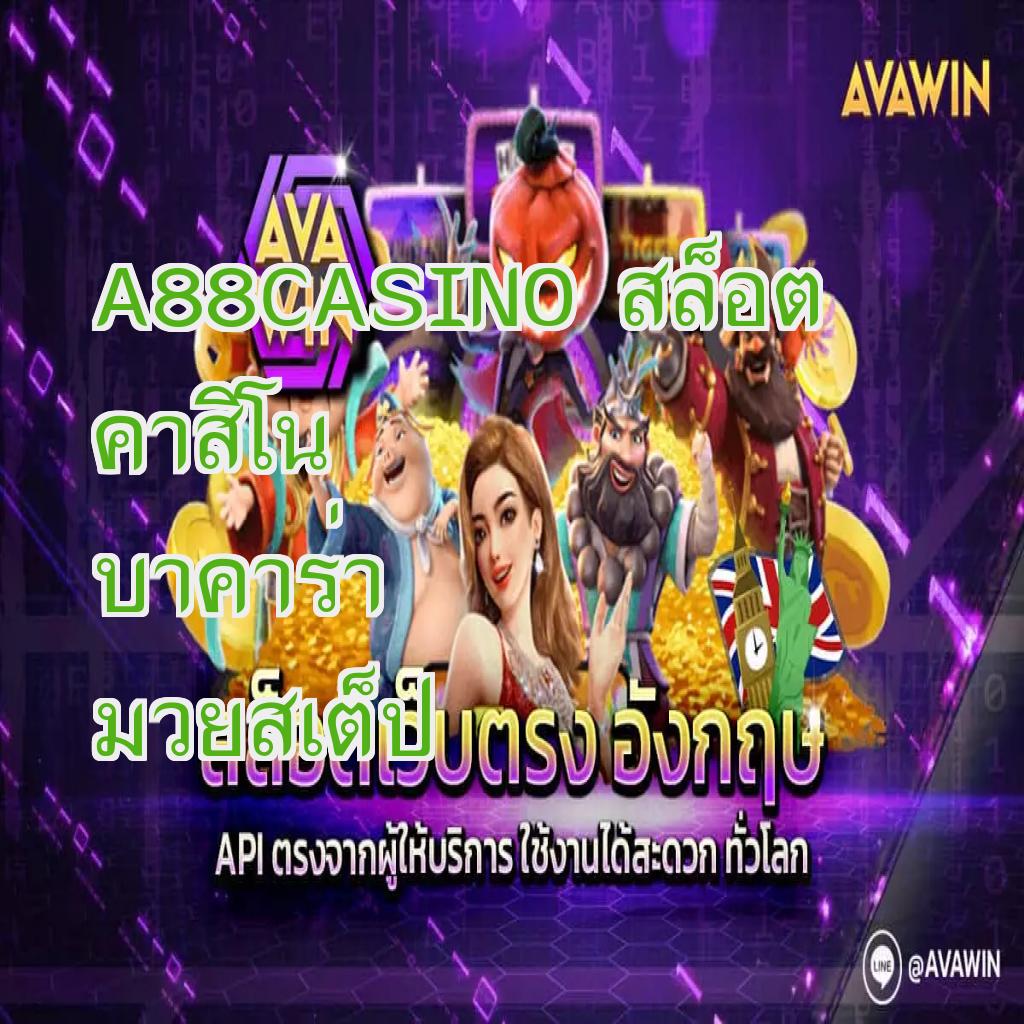 AVAWIN
AVA
WIN
A88CASINO สล็อต
คาสิโน
บาคาร่า
มวยสเต็ป
สล็อตเว็บตรง อังกฤษ
API ตรงจากผู้ให้บริการ ใช้งานได้สะดวก ทั่วโลก
LINE @AVAWIN